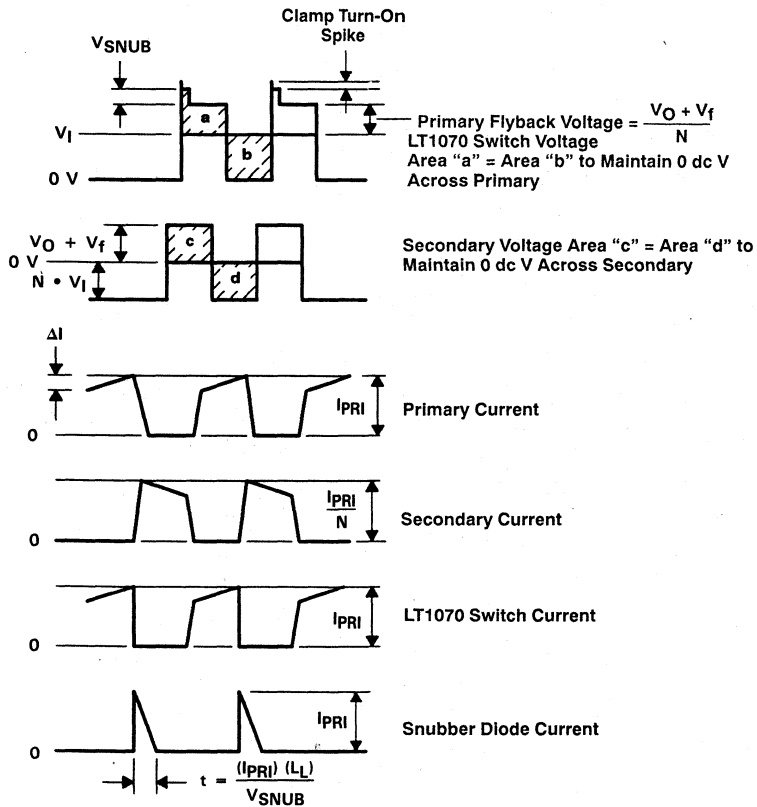 Clamp Turn-On
Spike
VSNUB
a
VI
b
0 V
Primary Flyback Voltage = VO + Vf
N
LT1070 Switch Voltage
Area “a” = Area “b” to Maintain 0 dc V
Across Primary
VO + Vf
c
0 V
N • VI
d
Secondary Voltage Area “c” = Area “d” to
Maintain 0 dc V Across Secondary
ΔI
IPRI
Primary Current
0
IPRI
N
Secondary Current
0
IPRI
LT1070 Switch Current
0
IPRI
Snubber Diode Current
0
t = (IPRI) (LL)
VSNUB